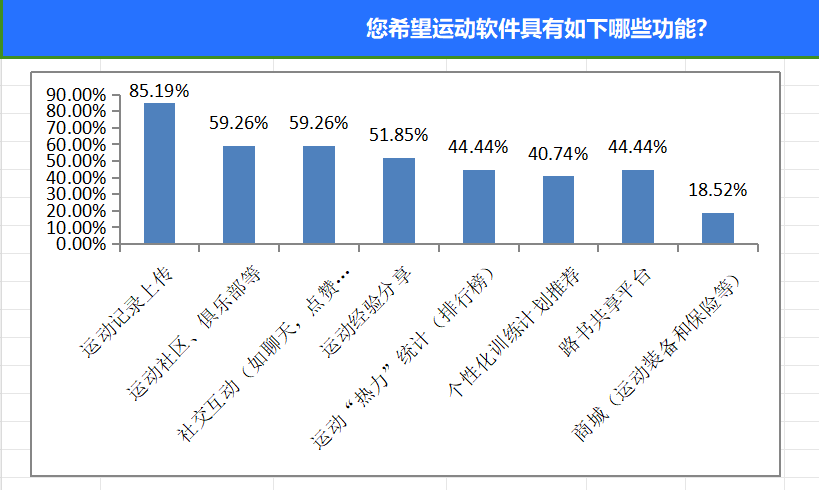 您希望运动软件具有如下哪些功能？
90.00%
80.00%
70.00%
60.00%
50.00%
40.00%
30.00%
20.00%
10.00%
0.00%
85.19%
59.26%
59.26%
51.85%
44.44%
40.74%
44.44%
18.52%
运动记录上传
运动社区、俱乐部等
社交互动（如聊天，点赞…
运动经验分享
运动“热力”统计（排行榜）
个性化训练计划推荐
路书共享平台
商城（运动装备和保险等）